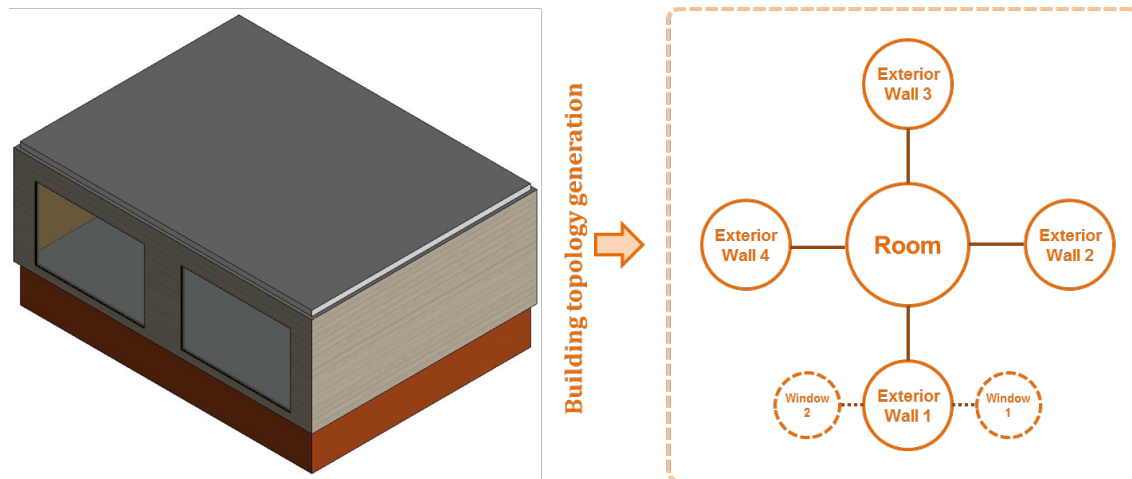 Building topology generation
Exterior
Wall 3
Exterior
Wall 4
Room
Exterior
Wall 2
Window
2
Exterior
Wall 1
Window
1